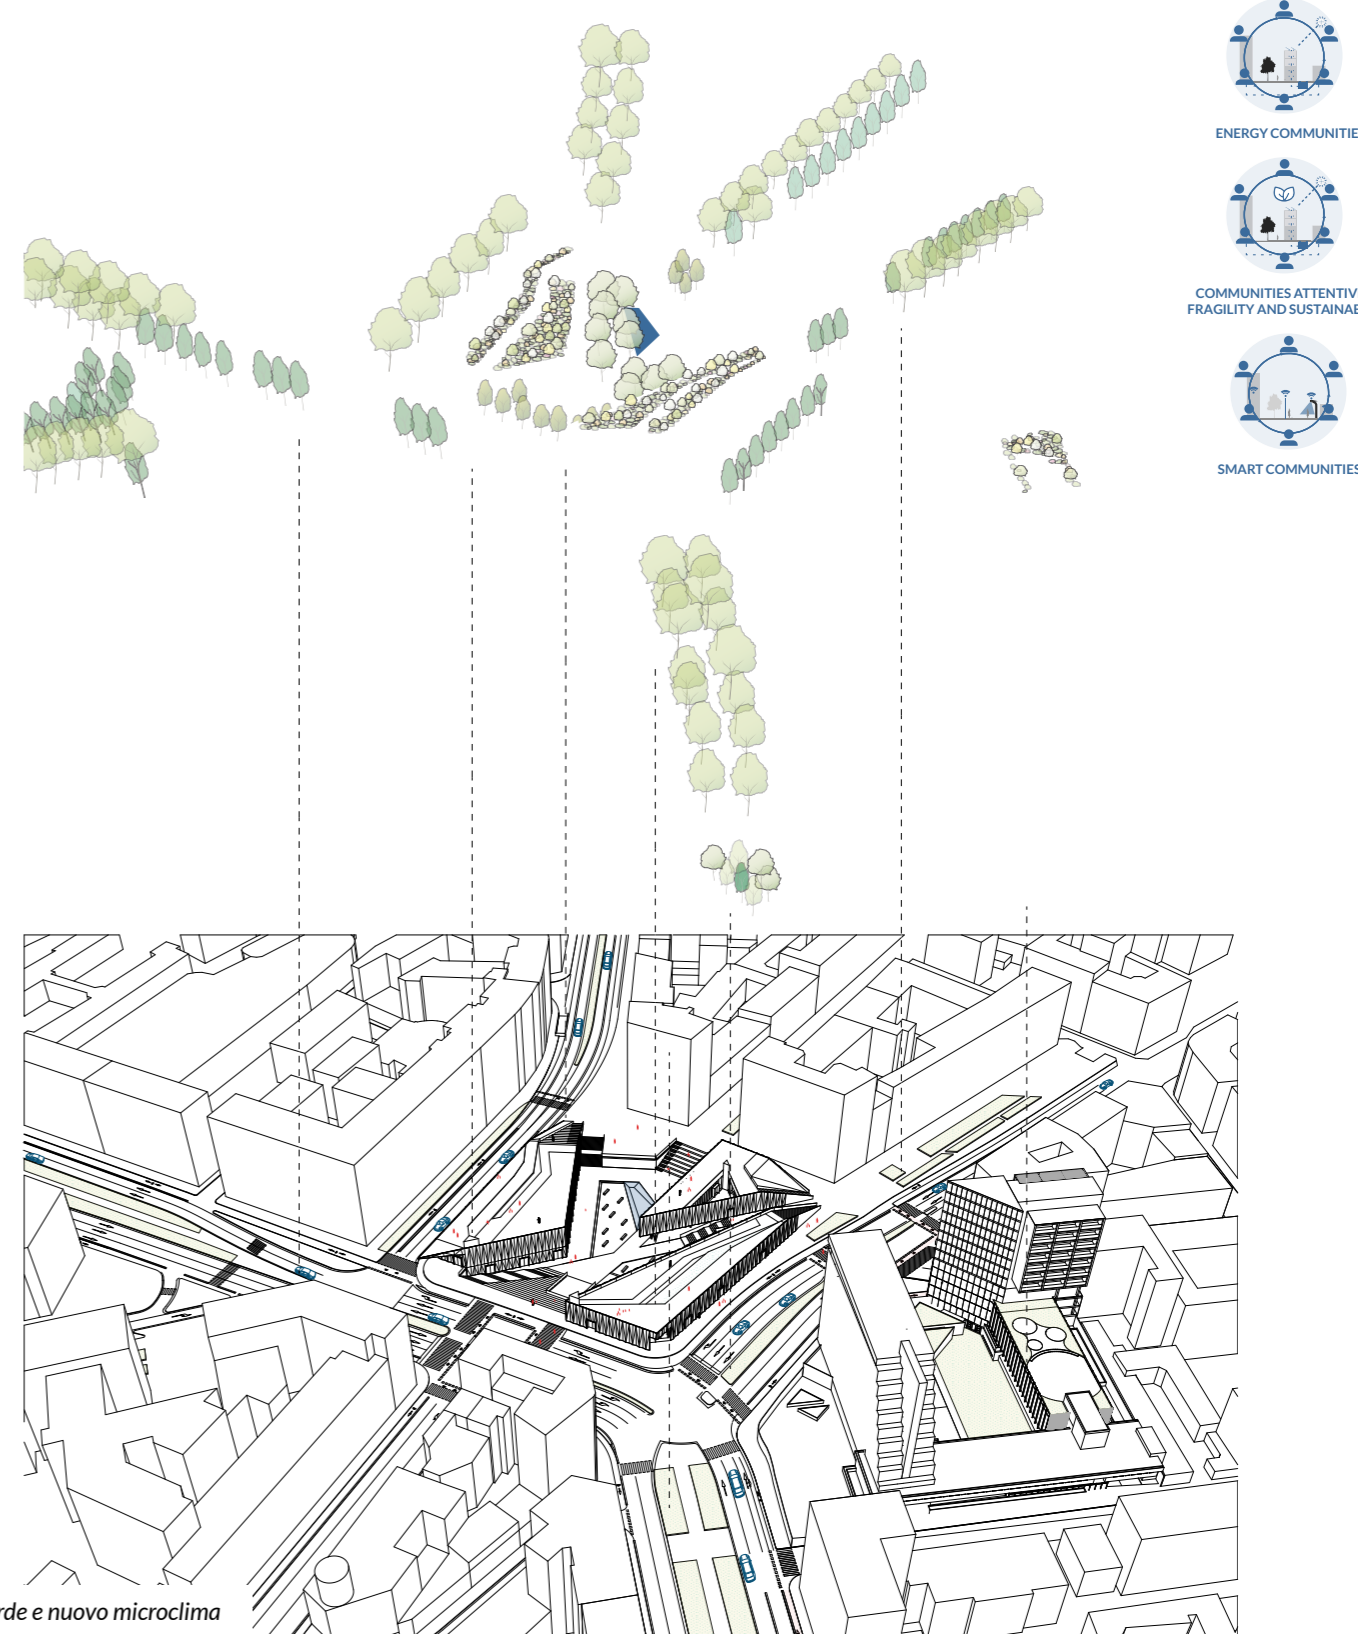 ENERGY COMMUNITIE
COMMUNITIES ATTENTIV
FRAGILITY AND SUSTAINAB
SMART COMMUNITIES
rde e nuovo microclima